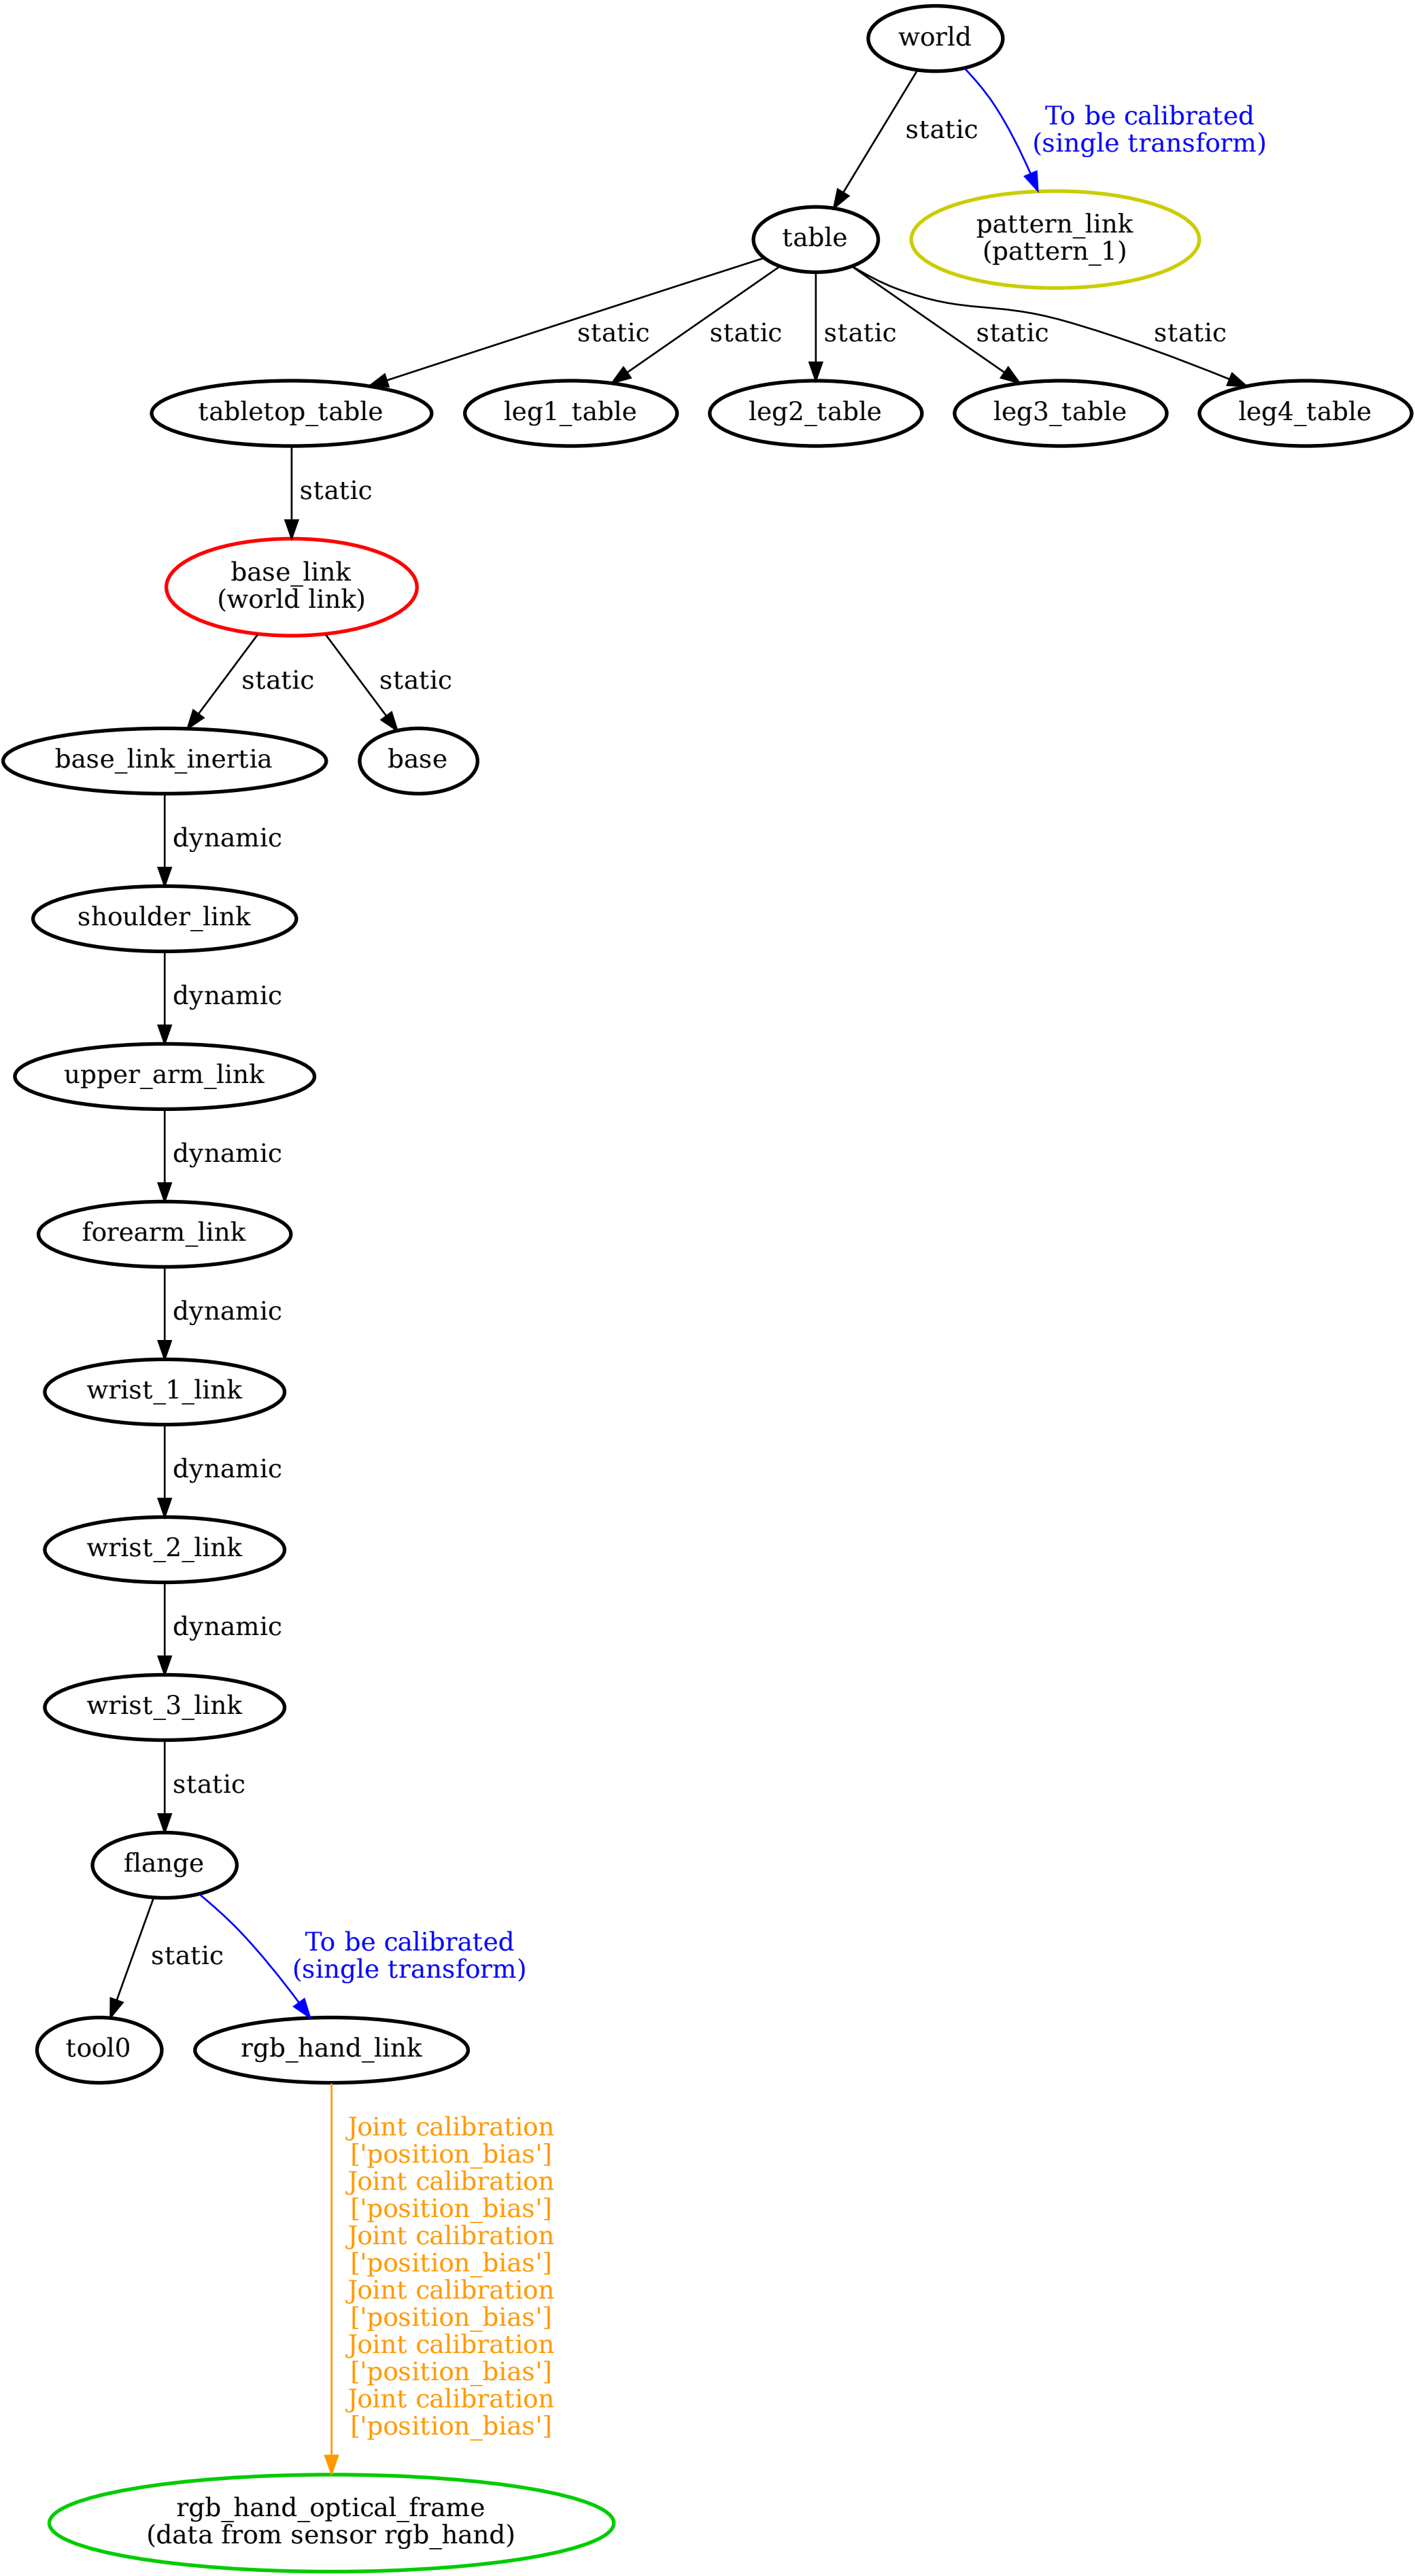 world
static
To be calibrated
(single transform)
table
pattern_link
(pattern_1)
static
static
static
static
static
tabletop_table
leg1_table
leg2_table
leg3_table
leg4_table
static
base_link
(world link)
static
static
base_link_inertia
base
dynamic
shoulder_link
dynamic
upper_arm_link
dynamic
forearm_link
dynamic
wrist_1_link
dynamic
wrist_2_link
dynamic
wrist_3_link
static
flange
static
To be calibrated
(single transform)
tool0
rgb_hand_link
Joint calibration
['position_bias']
Joint calibration
['position_bias']
Joint calibration
['position_bias']
Joint calibration
['position_bias']
Joint calibration
['position_bias']
Joint calibration
['position_bias']
rgb_hand_optical_frame
(data from sensor rgb_hand)